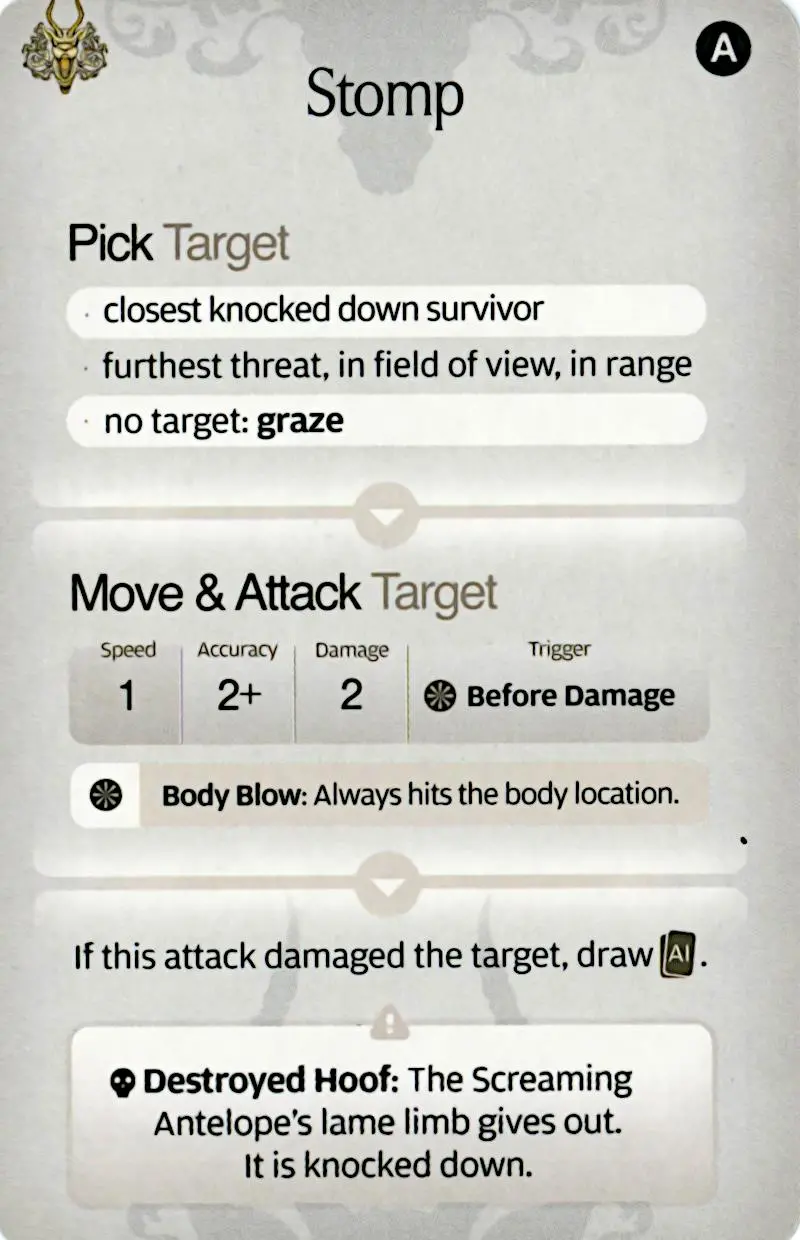 A
Stomp
Pick Target
· closest knocked down survivor
· furthest threat, in field of view, in range
· no target: graze
Move & Attack Target
Speed Accuracy Damage Trigger
1 2+ 2 Before Damage
Body Blow: Always hits the body location.
If this attack damaged the target, draw AI.
Destroyed Hoof: The Screaming
Antelope's lame limb gives out.
It is knocked down.